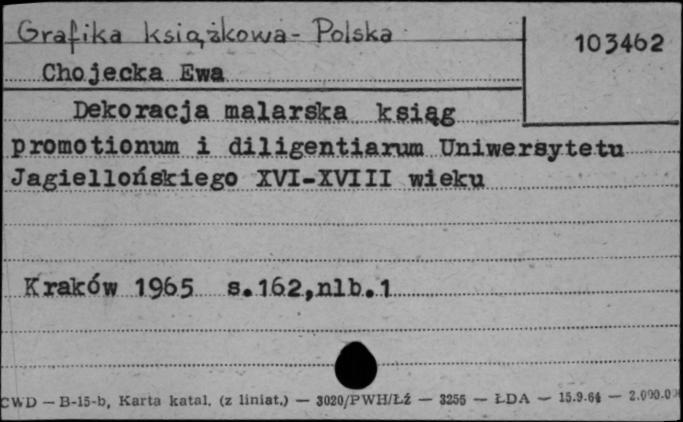 Grafika książkowa - Polska
103462
Chojecka Ewa
Dekoracja malarska ksiąg
promotionum i diligentiarum Uniwersytetu
Jagiellońskiego XVI-XVIII wieku
Kraków 1965 s.162,nlb.1
CWD — B-15-b, Karta katal. (z liniat.) — 3020/PWH/Łź — 3256 — ŁDA — 15.9.64 — 2.000.0